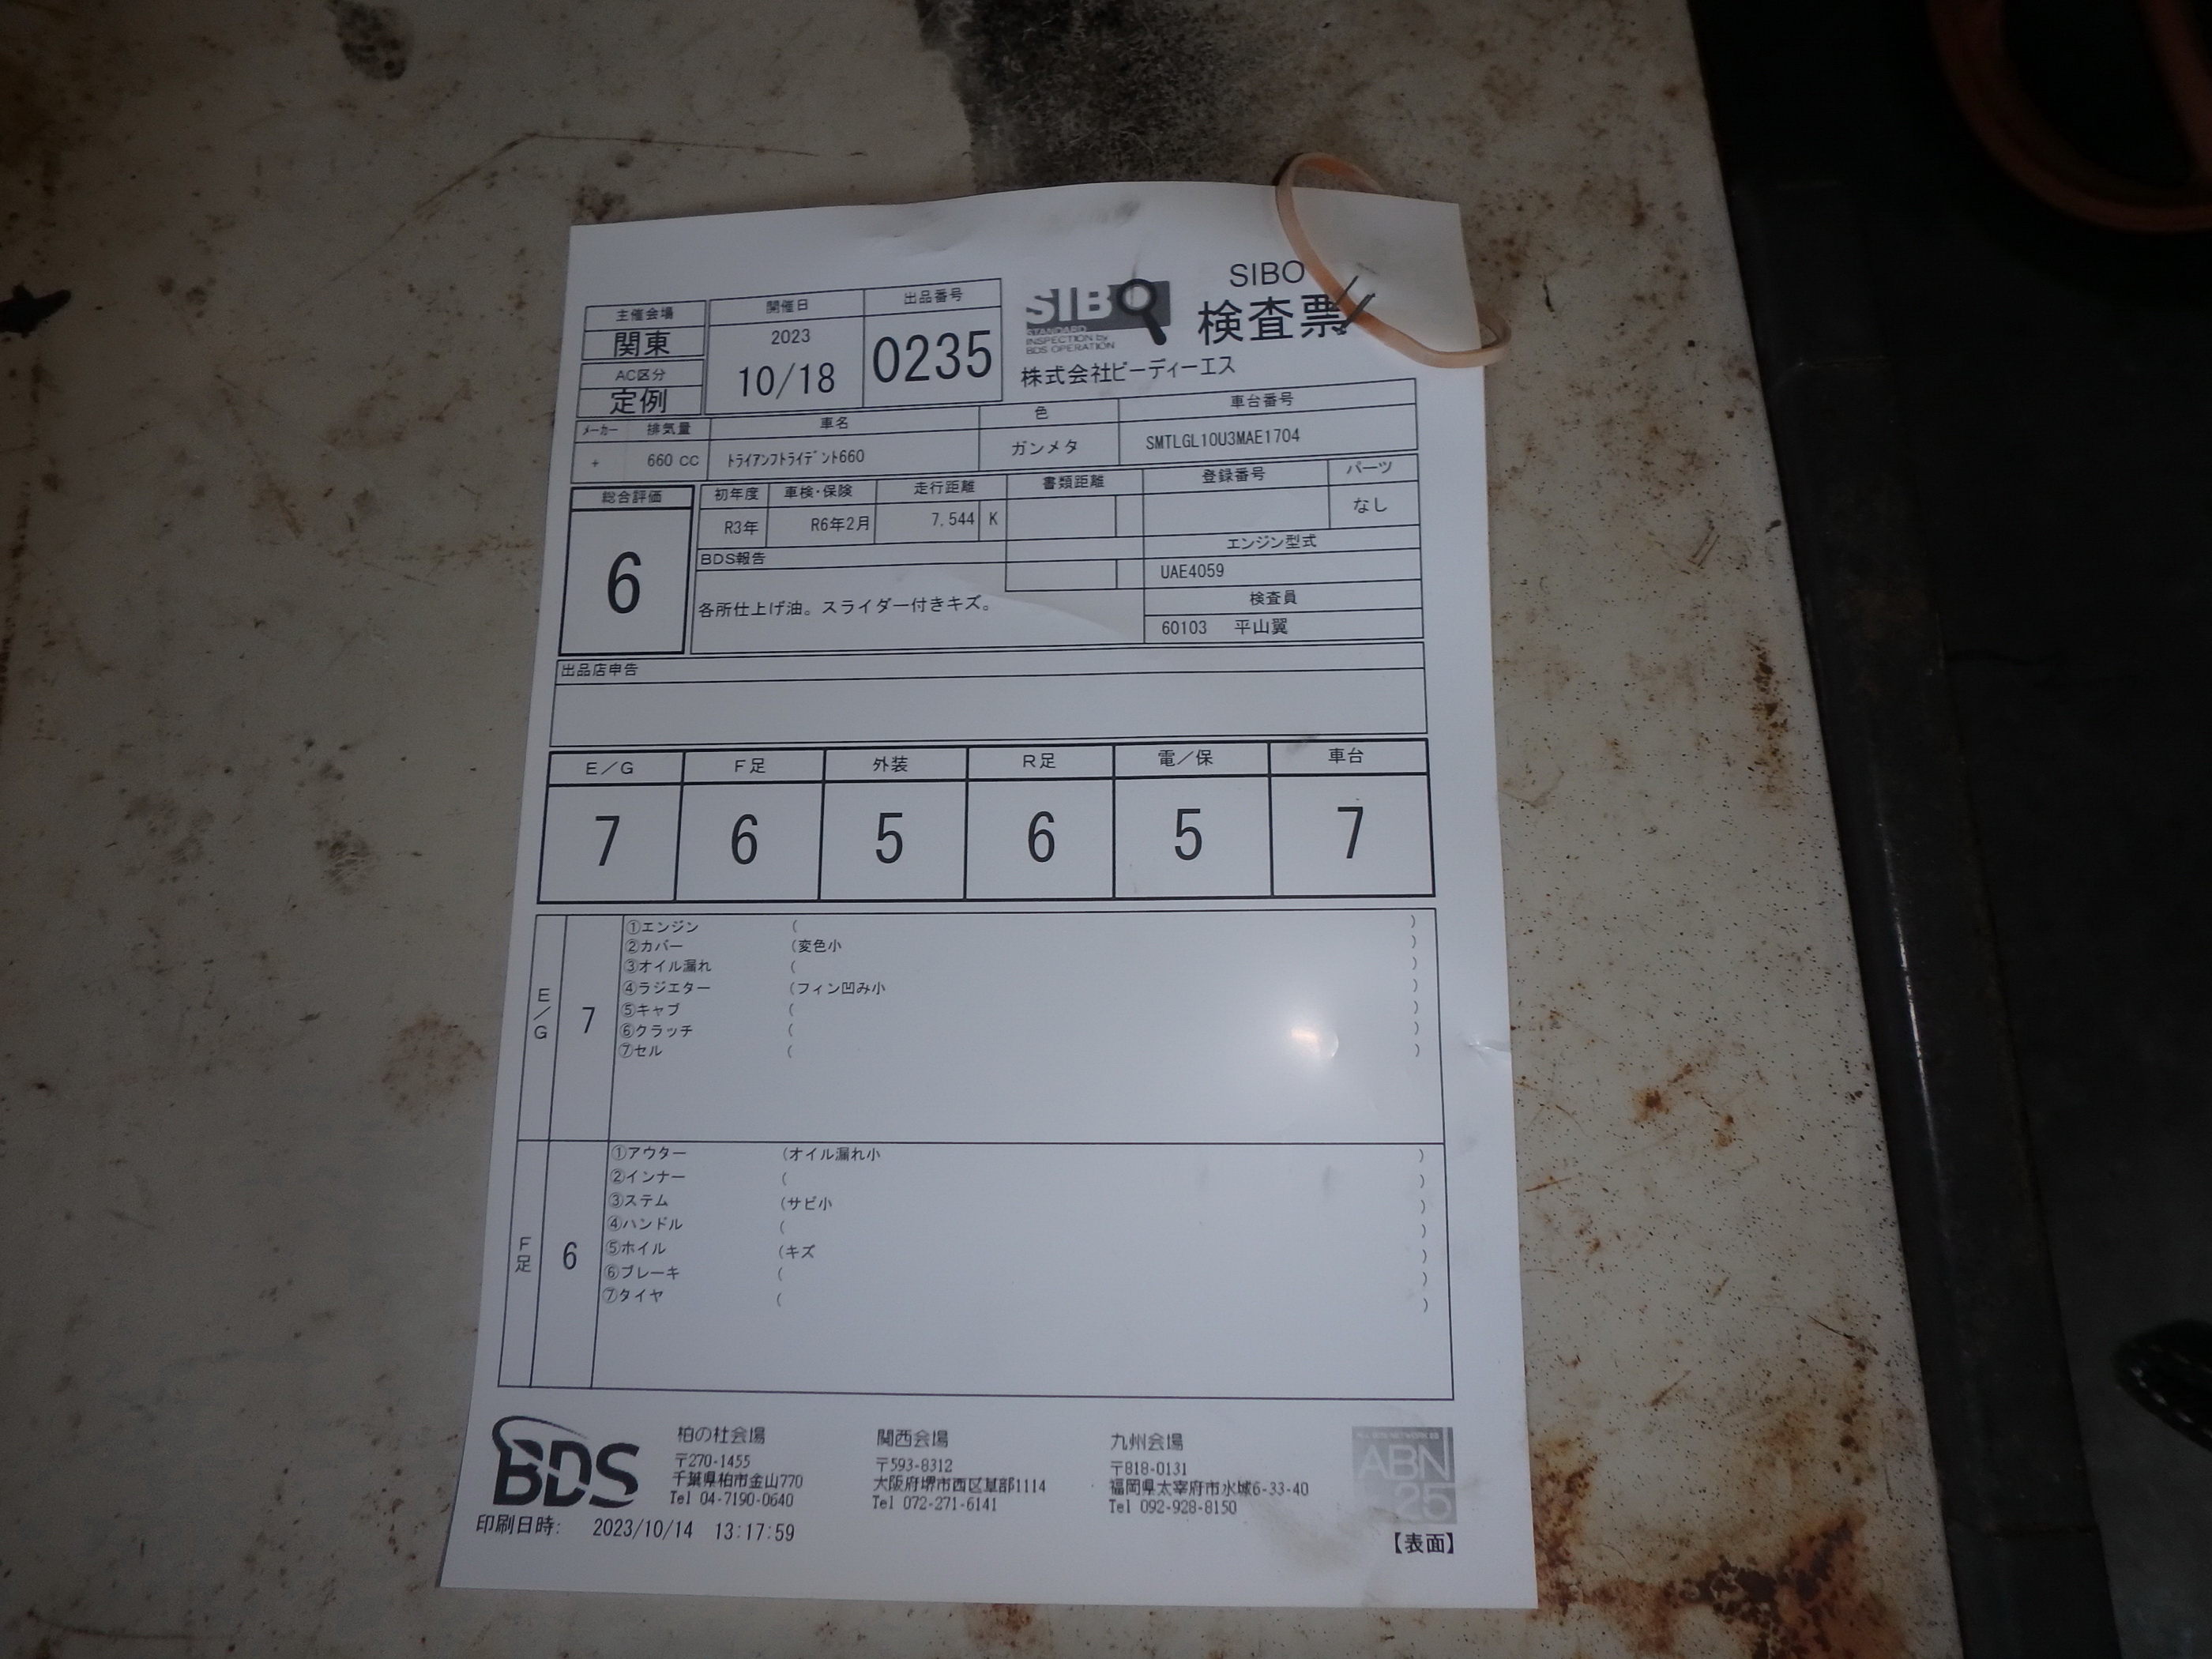 SIBO
検査票
SIBO
STANDARD
INSPECTION by
BDS OPERATION
株式会社ビーディーエス
主催会場
関東
AC区分
定例
開催日
2023
10/18
出品番号
0235
メーカー 排気量 車名 色 車台番号
+ 660 CC トライアンフトライデント660 ガンメタ SMTLGL10U3MAE1704
総合評価
6
初年度 車検・保険 走行距離 書類距離 登録番号 パーツ
R3年 R6年2月 7,544 K なし
BDS報告
各所仕上げ油。スライダー付きキズ。
エンジン型式
UAE4059
検査員
60103 平山翼
出品店申告
E/G F足 外装 R足 電/保 車台
7 6 5 6 5 7
E/G 7
①エンジン ( )
②カバー (変色小 )
③オイル漏れ ( )
④ラジエター (フィン凹み小 )
⑤キャブ ( )
⑥クラッチ ( )
⑦セル ( )
F足 6
①アウター (オイル漏れ小 )
②インナー ( )
③ステム (サビ小 )
④ハンドル ( )
⑤ホイル (キズ )
⑥ブレーキ ( )
⑦タイヤ ( )
BDS
柏の杜会場
〒270-1455
千葉県柏市金山770
Tel 04-7190-0640
関西会場
〒593-8312
大阪府堺市西区草部1114
Tel 072-271-6141
九州会場
〒818-0131
福岡県太宰府市水城6-33-40
Tel 092-928-8150
ABN
25
印刷日時: 2023/10/14 13:17:59
【表面】